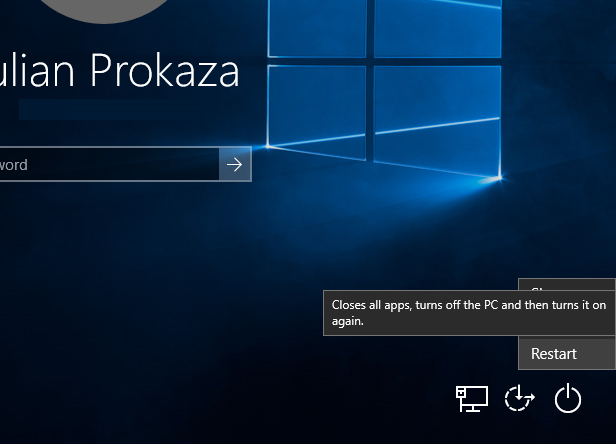 ulian Prokaza
word
Closes all apps, turns off the PC and then turns it on
again.
Restart